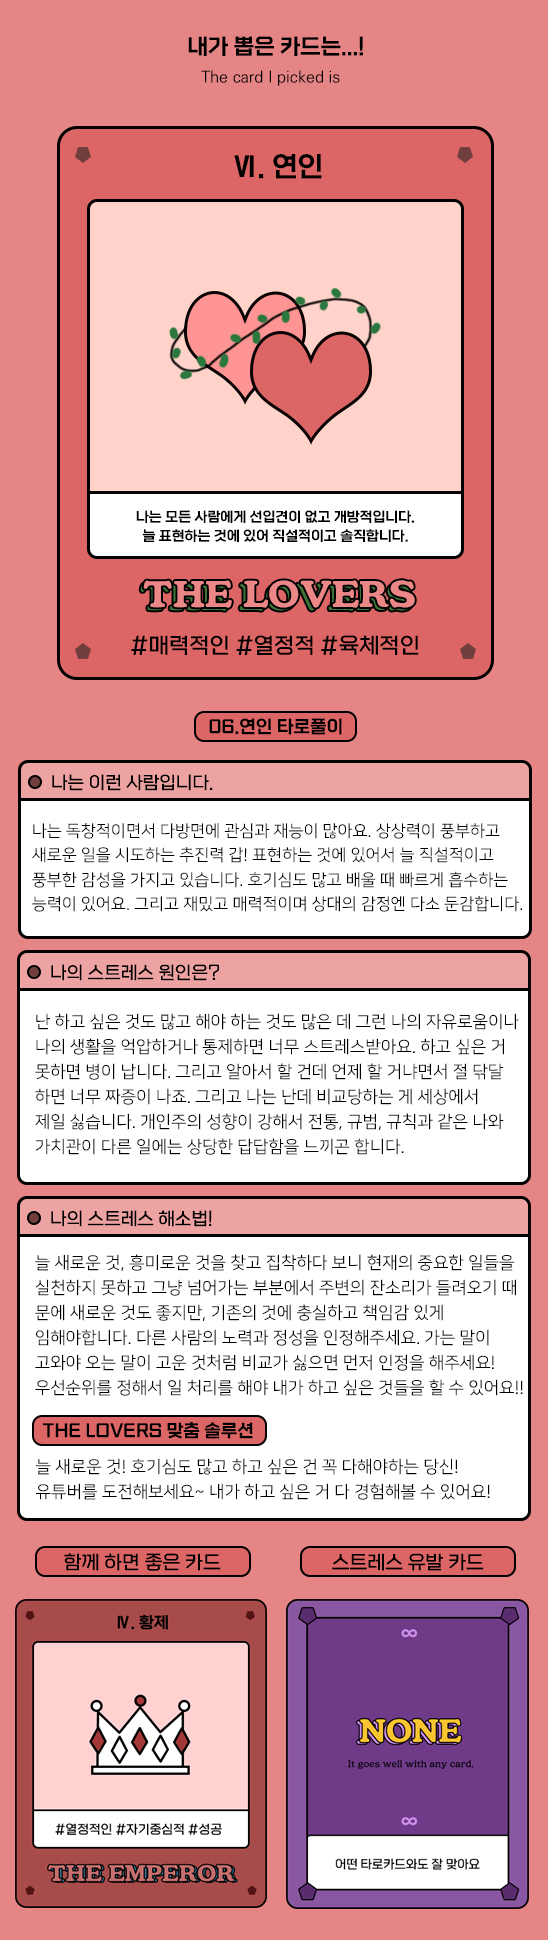 내가 뽑은 카드는...!
The card I picked is
Ⅵ. 연인
나는 모든 사람에게 선입견이 없고 개방적입니다.
늘 표현하는 것에 있어 직설적이고 솔직합니다.
THE LOVERS
#매력적인 #열정적 #육체적인
06.연인 타로풀이
나는 이런 사람입니다.
나는 독창적이면서 다방면에 관심과 재능이 많아요. 상상력이 풍부하고
새로운 일을 시도하는 추진력 갑! 표현하는 것에 있어서 늘 직설적이고
풍부한 감성을 가지고 있습니다. 호기심도 많고 배울 때 빠르게 흡수하는
능력이 있어요. 그리고 재밌고 매력적이며 상대의 감정엔 다소 둔감합니다.
나의 스트레스 원인은?
난 하고 싶은 것도 많고 해야 하는 것도 많은 데 그런 나의 자유로움이나
나의 생활을 억압하거나 통제하면 너무 스트레스받아요. 하고 싶은 거
못하면 병이 납니다. 그리고 알아서 할 건데 언제 할 거냐면서 절 닦달
하면 너무 짜증이 나죠. 그리고 나는 난데 비교당하는 게 세상에서
제일 싫습니다. 개인주의 성향이 강해서 전통, 규범, 규칙과 같은 나와
가치관이 다른 일에는 상당한 답답함을 느끼곤 합니다.
나의 스트레스 해소법!
늘 새로운 것, 흥미로운 것을 찾고 집착하다 보니 현재의 중요한 일들을
실천하지 못하고 그냥 넘어가는 부분에서 주변의 잔소리가 들려오기 때
문에 새로운 것도 좋지만, 기존의 것에 충실하고 책임감 있게
임해야합니다. 다른 사람의 노력과 정성을 인정해주세요. 가는 말이
고와야 오는 말이 고운 것처럼 비교가 싫으면 먼저 인정을 해주세요!
우선순위를 정해서 일 처리를 해야 내가 하고 싶은 것들을 할 수 있어요!!
THE LOVERS 맞춤 솔루션
늘 새로운 것! 호기심도 많고 하고 싶은 건 꼭 다해야하는 당신!
유튜버를 도전해보세요~ 내가 하고 싶은 거 다 경험해볼 수 있어요!
함께 하면 좋은 카드
스트레스 유발 카드
Ⅳ. 황제
#열정적인 #자기중심적 #성공
THE EMPEROR
NONE
It goes well with any card.
어떤 타로카드와도 잘 맞아요